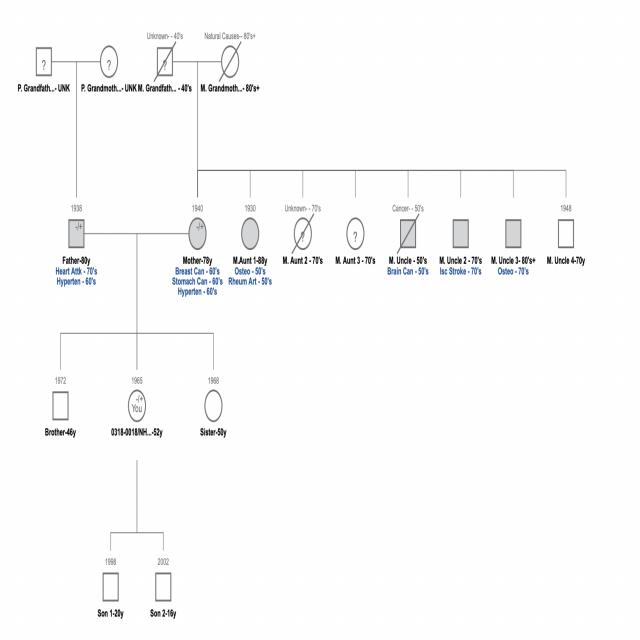 Unknown- - 40's
Natural Causes-- 80's+
?
?
?
?
P. Grandfath...- UNK
P. Grandmoth...- UNK
M. Grandfath... - 40's
M. Grandmoth...- 80's+
1938
1940
1930
Unknown- - 70's
Cancer- - 50's
1948
-/+
-/+
?
?
Father-80y
Heart Attk - 70's
Hyperten - 60's
Mother-78y
Breast Can - 60's
Stomach Can - 60's
Hyperten - 60's
M.Aunt 1-88y
Osteo - 50's
Rheum Art - 50's
M. Aunt 2 - 70's
M. Aunt 3 - 70's
M. Uncle - 50's
Brain Can - 50's
M. Uncle 2 - 70's
Isc Stroke - 70's
M. Uncle 3- 80's+
Osteo - 70's
M. Uncle 4-70y
1972
1965
1968
-/+
You
Brother-46y
0318-0018/NH...-52y
Sister-50y
1998
2002
Son 1-20y
Son 2-16y